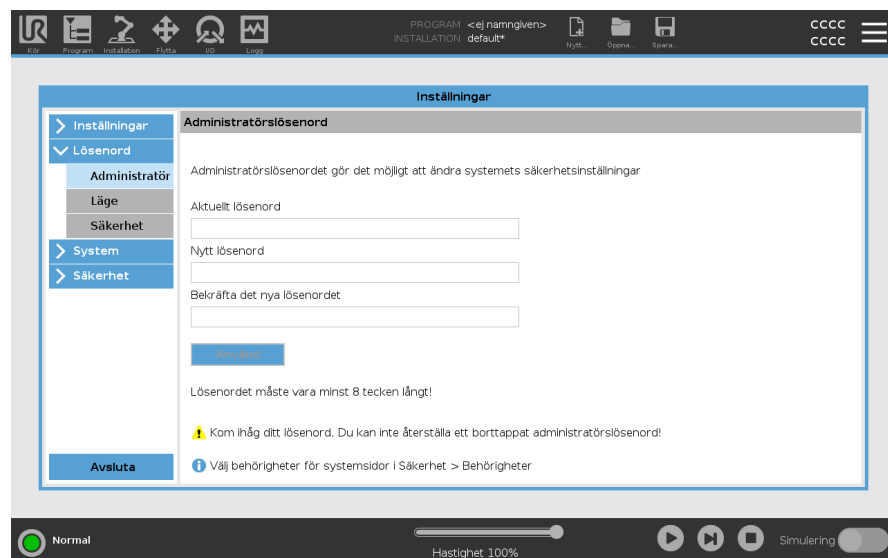 PROGRAM <ej namngiven>
INSTALLATION default*
Kör Program Installation Flytta I/O Logg Nytt... Öppna... Spara...
CCCC
CCCC
Inställningar
Inställningar
Lösenord
Administratör
Läge
Säkerhet
System
Säkerhet
Avsluta
Administratörslösenord
Administratörslösenordet gör det möjligt att ändra systemets säkerhetsinställningar
Aktuellt lösenord
Nytt lösenord
Bekräfta det nya lösenordet
Använd
Lösenordet måste vara minst 8 tecken långt!
Kom ihåg ditt lösenord. Du kan inte återställa ett borttappat administratörslösenord!
Välj behörigheter för systemsidor i Säkerhet > Behörigheter
Normal
Hastighet 100%
Simulering